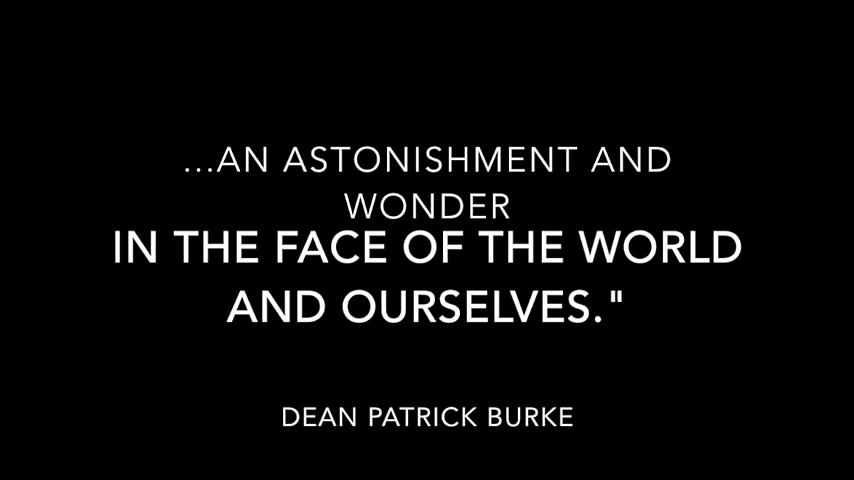 ...AN ASTONISHMENT AND
WONDER
IN THE FACE OF THE WORLD
AND OURSELVES."
DEAN PATRICK BURKE